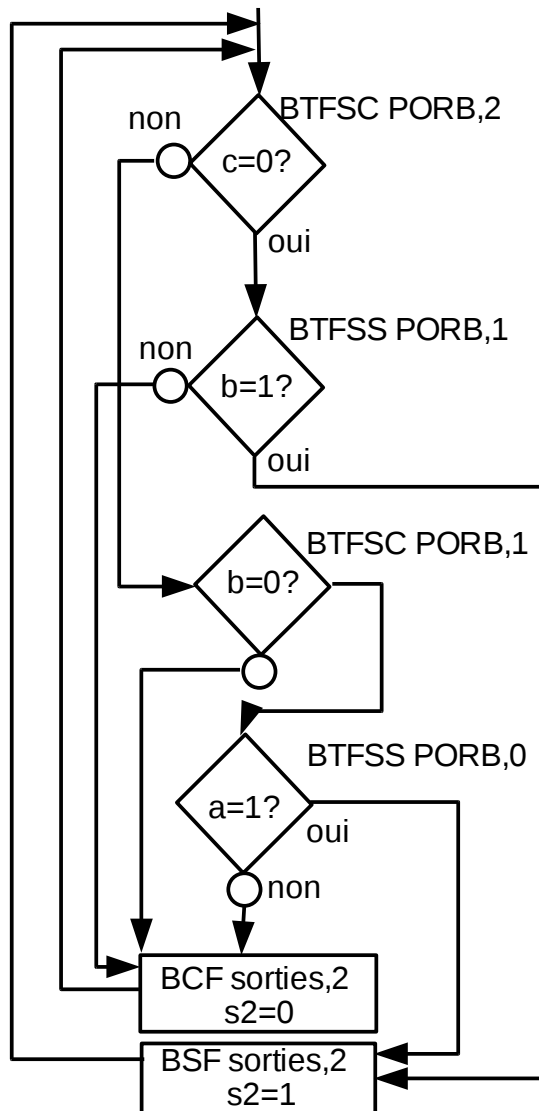 BTFSC PORB,2
non
c=0?
oui
BTFSS PORB,1
non
b=1?
oui
BTFSC PORB,1
b=0?
BTFSS PORB,0
a=1?
oui
non
BCF sorties,2
s2=0
BSF sorties,2
s2=1